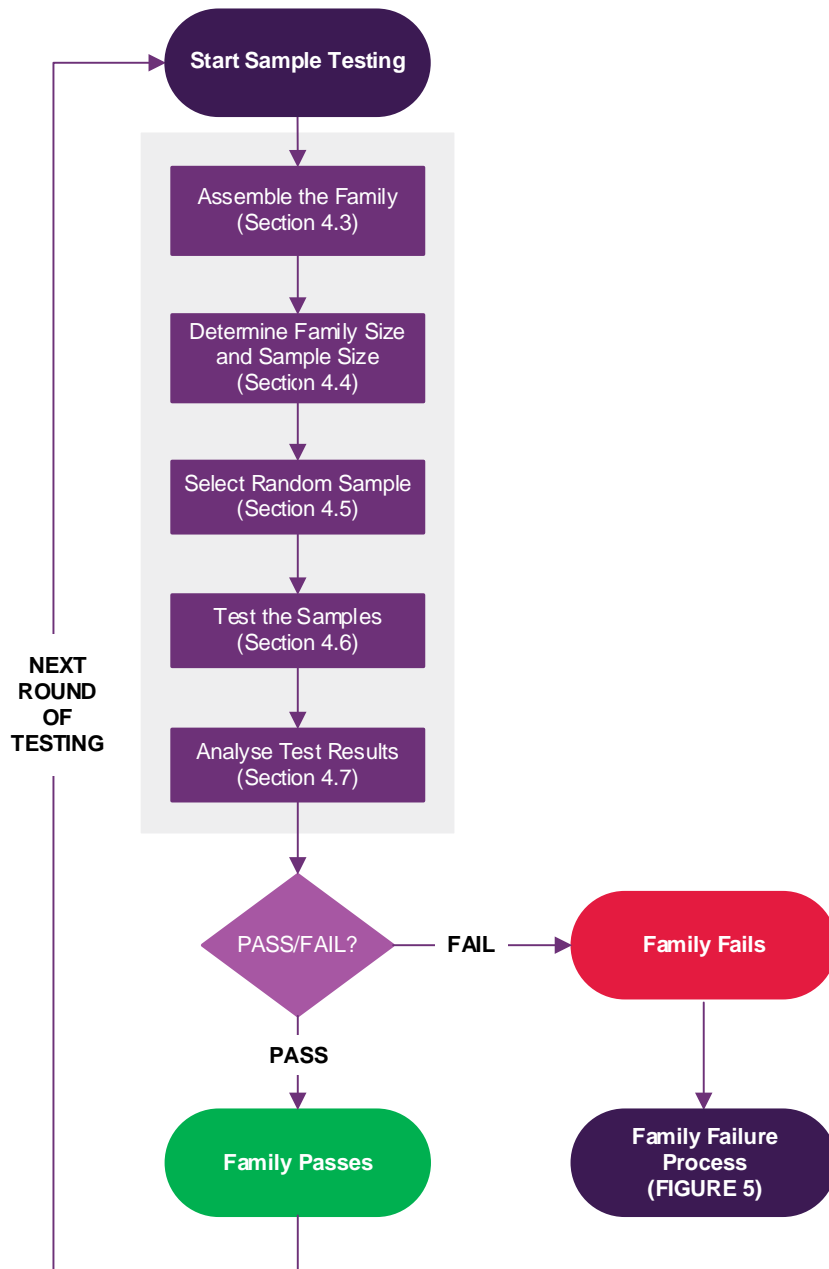 Start Sample Testing
Assemble the Family
(Section 4.3)
Determine Family Size
and Sample Size
(Section 4.4)
Select Random Sample
(Section 4.5)
Test the Samples
(Section 4.6)
NEXT
ROUND
OF
TESTING
Analyse Test Results
(Section 4.7)
PASS/FAIL?
FAIL
Family Fails
PASS
Family Passes
Family Failure
Process
(FIGURE 5)